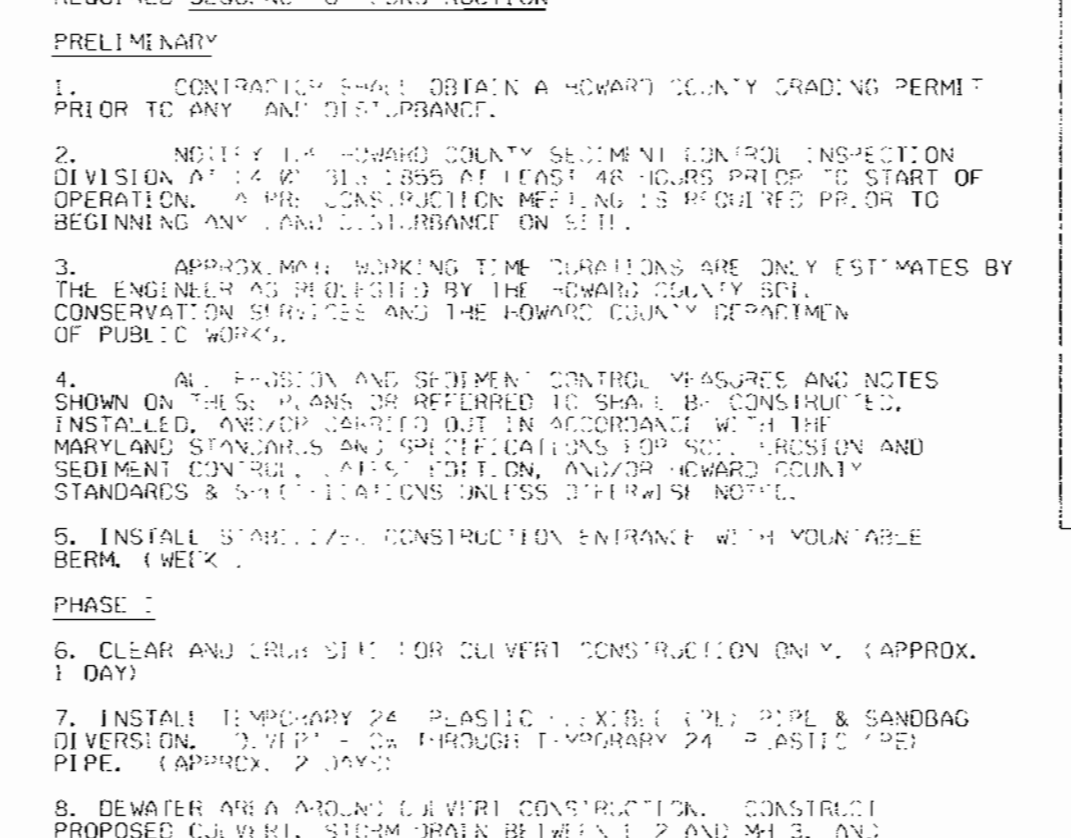 REQUIRED SEQUENCE OF CONSTRUCTION
PRELIMINARY
1. CONTRACTOR SHALL OBTAIN A HOWARD COUNTY GRADING PERMIT
PRIOR TO ANY LAND DISTURBANCE.
2. NOTIFY THE HOWARD COUNTY SEDIMENT CONTROL INSPECTION
DIVISION AT 313-1855 AT LEAST 48 HOURS PRIOR TO START OF
OPERATION. A PRE CONSTRUCTION MEETING IS REQUIRED PRIOR TO
BEGINNING ANY LAND DISTURBANCE ON SITE.
3. APPROXIMATE WORKING TIME DURATIONS ARE ONLY ESTIMATES BY
THE ENGINEER AS REQUESTED BY THE HOWARD COUNTY SOIL
CONSERVATION SERVICES AND THE HOWARD COUNTY DEPARTMEN
OF PUBLIC WORKS.
4. ALL EROSION AND SEDIMENT CONTROL MEASURES AND NOTES
SHOWN ON THESE PLANS OR REFERRED TO SHALL BE CONSTRUCTED,
INSTALLED, AND/OR CARRIED OUT IN ACCORDANCE WITH THE
MARYLAND STANDARDS AND SPECIFICATIONS FOR SOIL EROSION AND
SEDIMENT CONTROL, LATEST EDITION, AND/OR HOWARD COUNTY
STANDARDS & SPECIFICATIONS UNLESS OTHERWISE NOTED.
5. INSTALL STABILIZED CONSTRUCTION ENTRANCE WITH MOUNTABLE
BERM. (WEEK
PHASE I
6. CLEAR AND GRUB SITE FOR CULVERT CONSTRUCTION ONLY. (APPROX.
1 DAY)
7. INSTALL TEMPORARY 24 PLASTIC FLEXIBLE (PE) PIPE & SANDBAG
DIVERSION. DIVERT FLOW THROUGH TEMPORARY 24 PLASTIC (PE)
PIPE. (APPROX. 2 DAYS)
8. DEWATER AREA AROUND CULVERT CONSTRUCTION. CONSTRUCT
PROPOSED CULVERT, STORM DRAIN BETWEEN 2 AND MH 3, AND